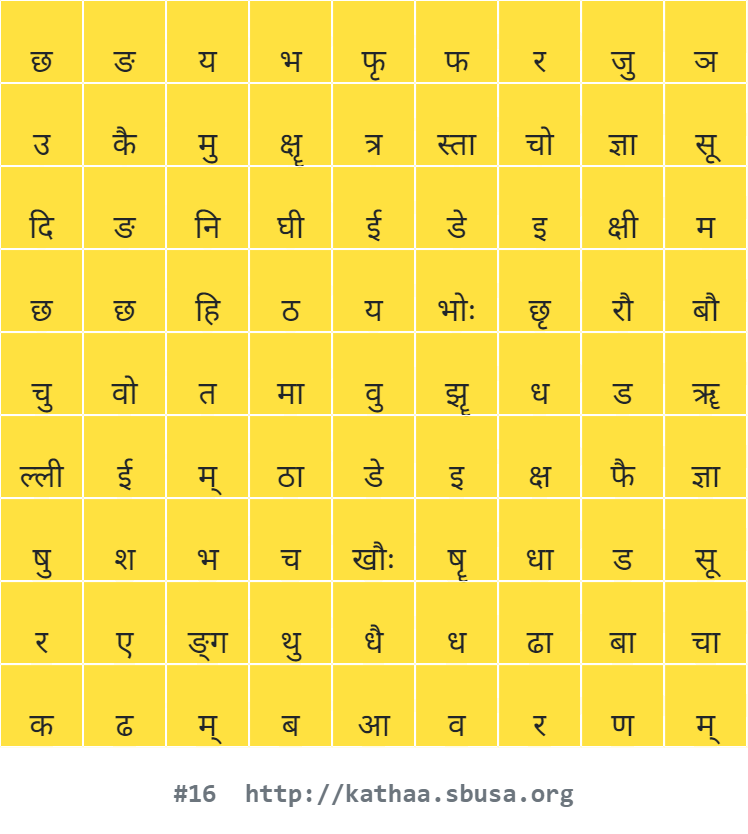 छ ङ य भ फृ फ र जु ञ
उ कै मु क्षॄ त्र स्ता चो ज्ञा सू
दि ङ नि घी ई डे इ क्षी म
छ छ हि ठ य भोः छृ रौ बौ
चु वो त मा वु झॄ ध ड ॠ
ल्ली ई म् ठा डे इ क्ष फै ज्ञा
षु श भ च खौः षॄ धा ड सू
र ए ङ्ग थु धै ध ढा बा चा
क ढ म् ब आ व र ण म्
#16 http://kathaa.sbusa.org